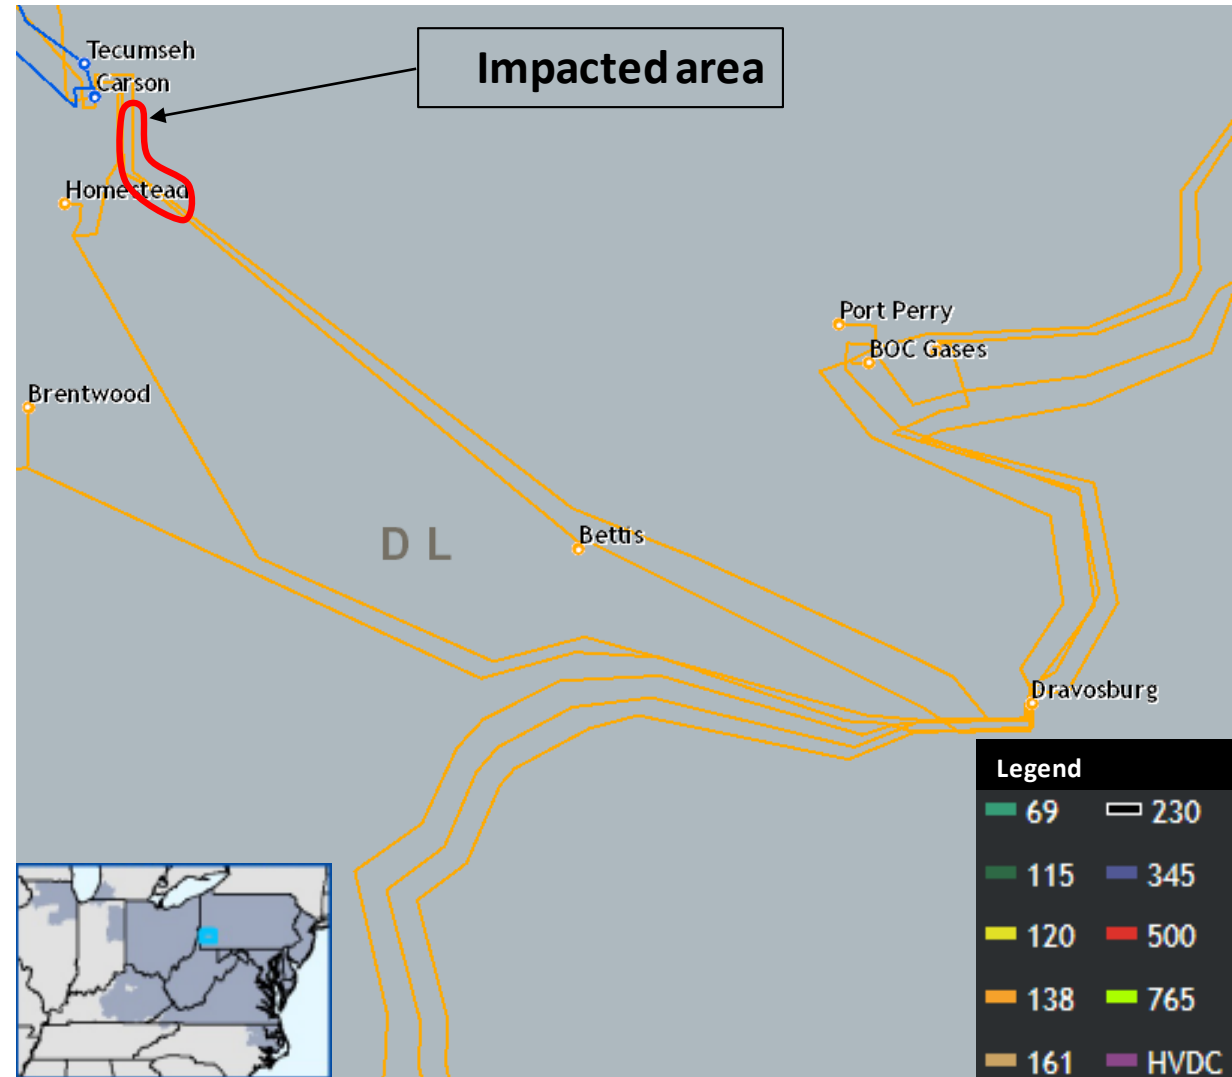 Tecumseh
Impacted area
Carson
Homestead
Port Perry
BOC Gases
Brentwood
D L
Bettis
Dravosburg
Legend
69 230
115 345
120 500
138 765
161 HVDC